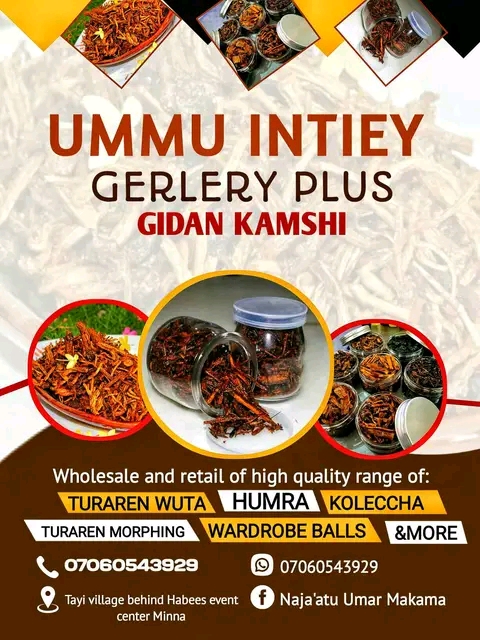 UMMU INTIEY
GERLERY PLUS
GIDAN KAMSHI
Wholesale and retail of high quality range of:
TURAREN WUTA HUMRA KOLECCHA
TURAREN MORPHING WARDROBE BALLS &MORE
07060543929 07060543929
Tayi village behind Habees event
center Minna
Naja'atu Umar Makama